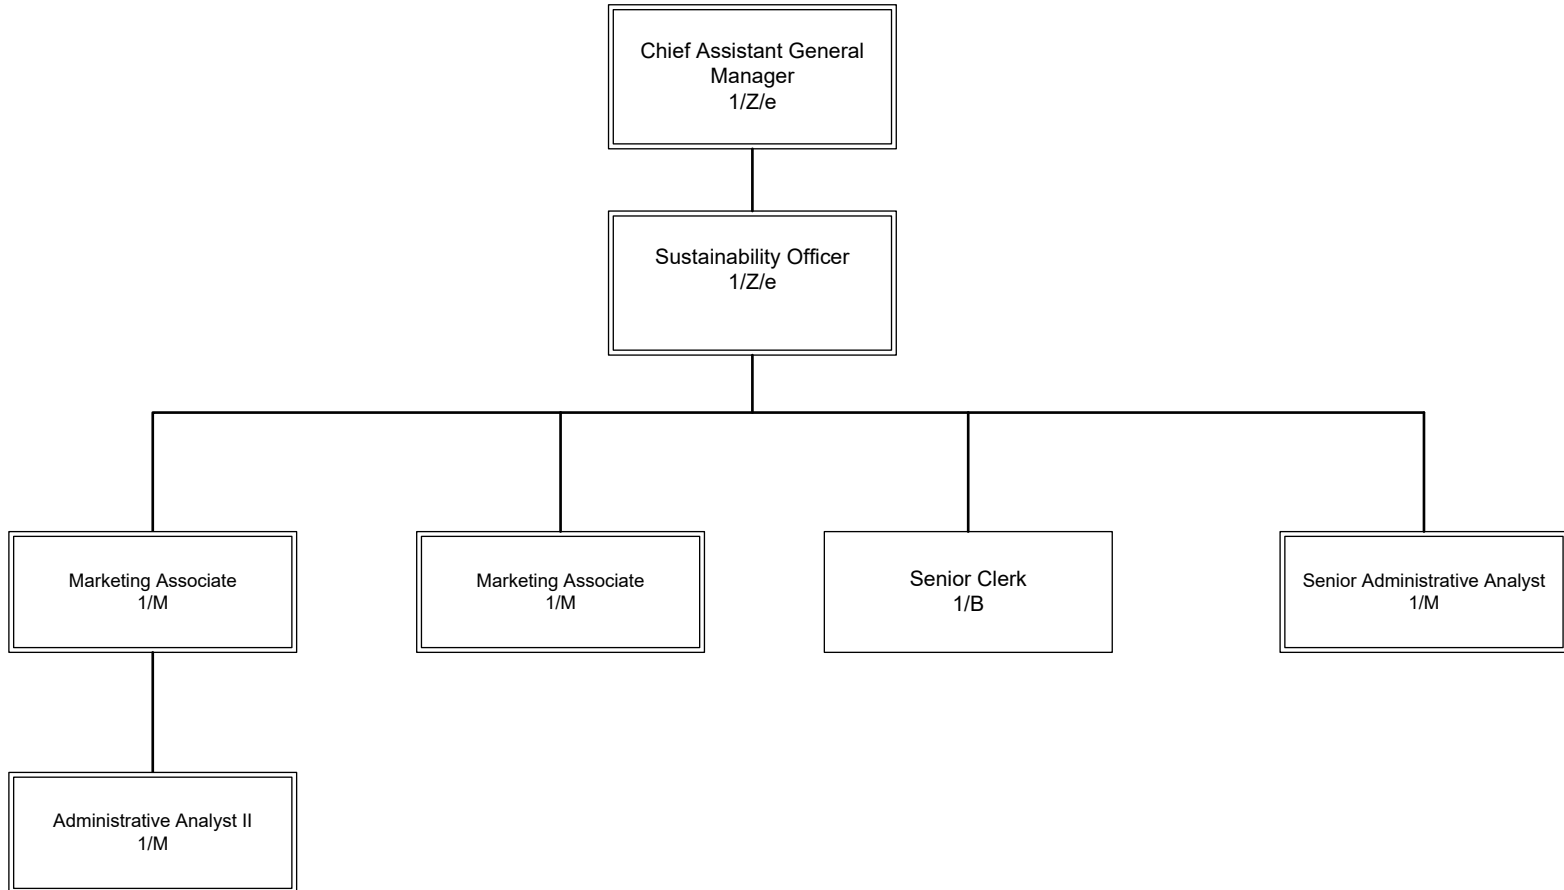 Chief Assistant General
Manager
1/Z/e
Sustainability Officer
1/Z/e
Marketing Associate
1/M
Marketing Associate
1/M
Senior Clerk
1/B
Senior Administrative Analyst
1/M
Administrative Analyst II
1/M